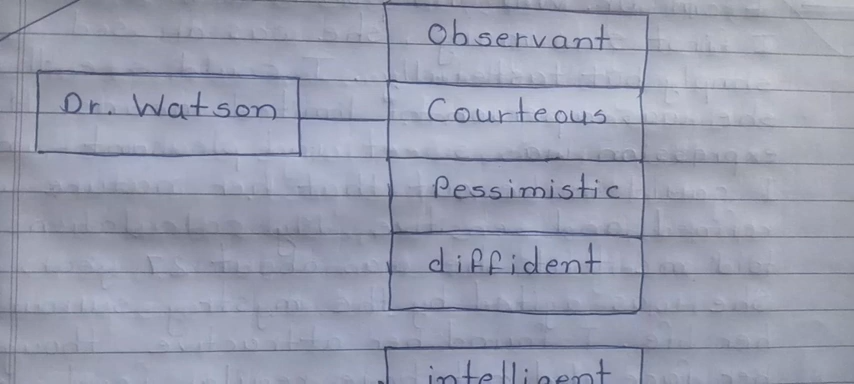 Observant
Dr. Watson
Courteous
Pessimistic
diffident
intelligent